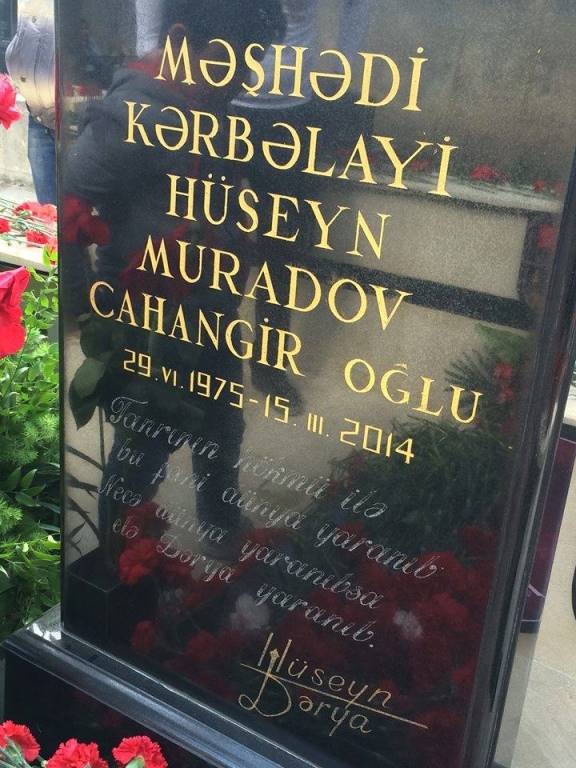 MƏŞHƏDİ
KƏRBƏLAYİ
HÜSEYN
MURADOV
CAHANGİR OĞLU
29.VI.1975-15.III.2014
Tanrının hökmü ilə
bu fani dünya yaranıb
Necə dünya yaranıbsa
elə Dərya yaranıb.
Hüseyn
Dərya